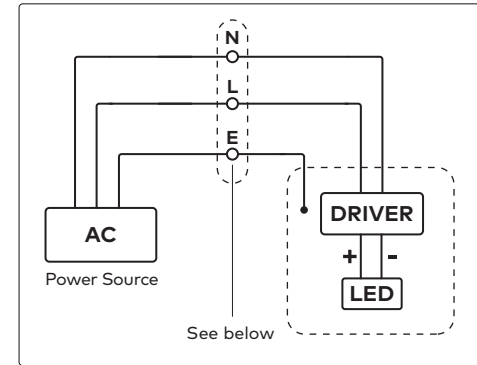 N
L
E
AC
Power Source
See below
DRIVER
+ -
LED